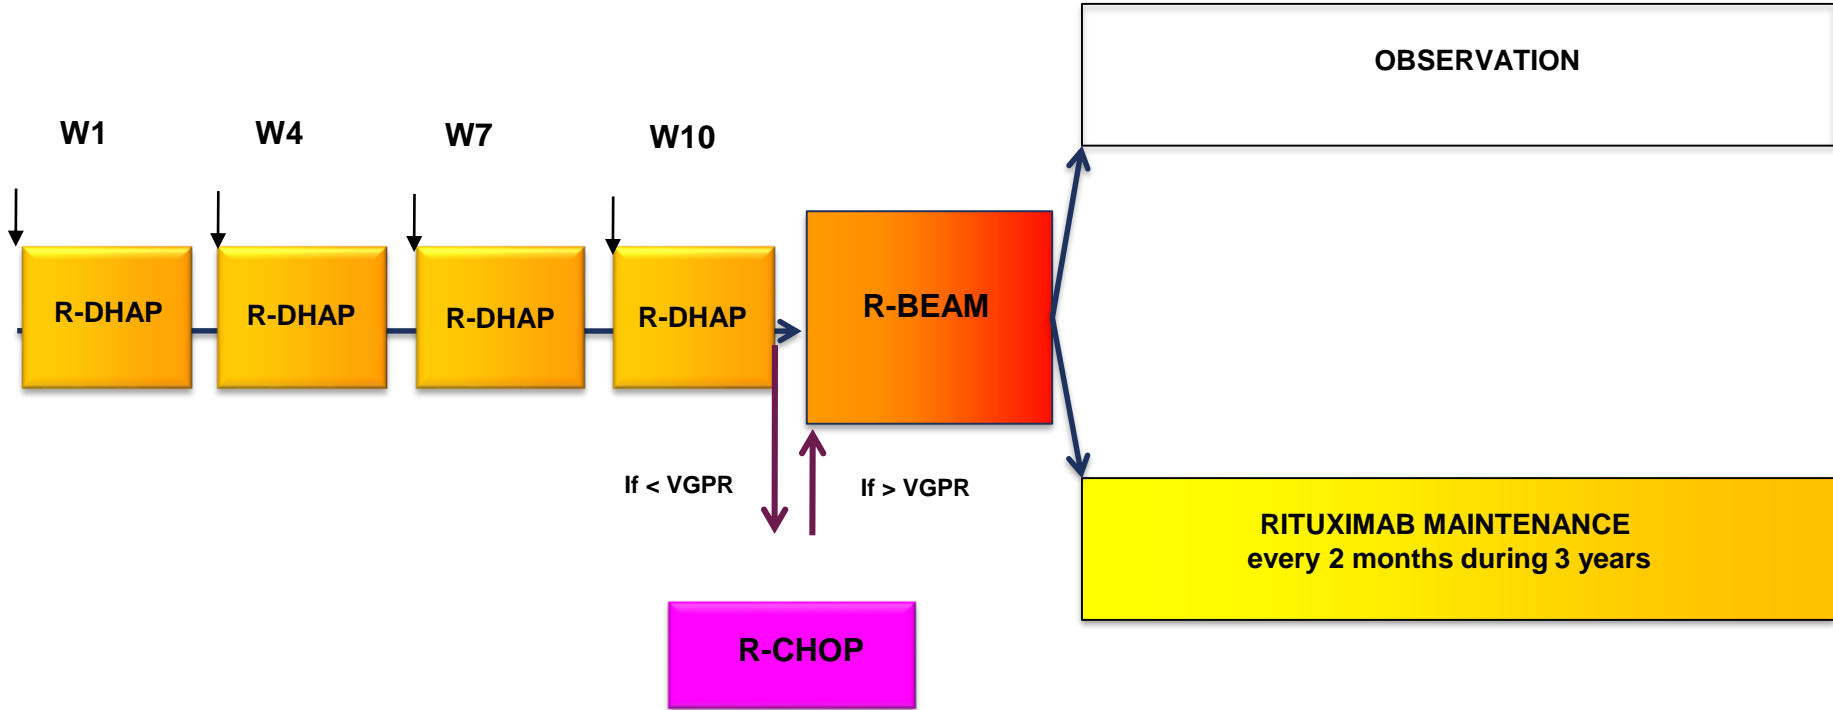 OBSERVATION
W1
W4
W7
W10
R-DHAP
R-DHAP
R-DHAP
R-DHAP
R-BEAM
If < VGPR
If > VGPR
RITUXIMAB MAINTENANCE
every 2 months during 3 years
R-CHOP